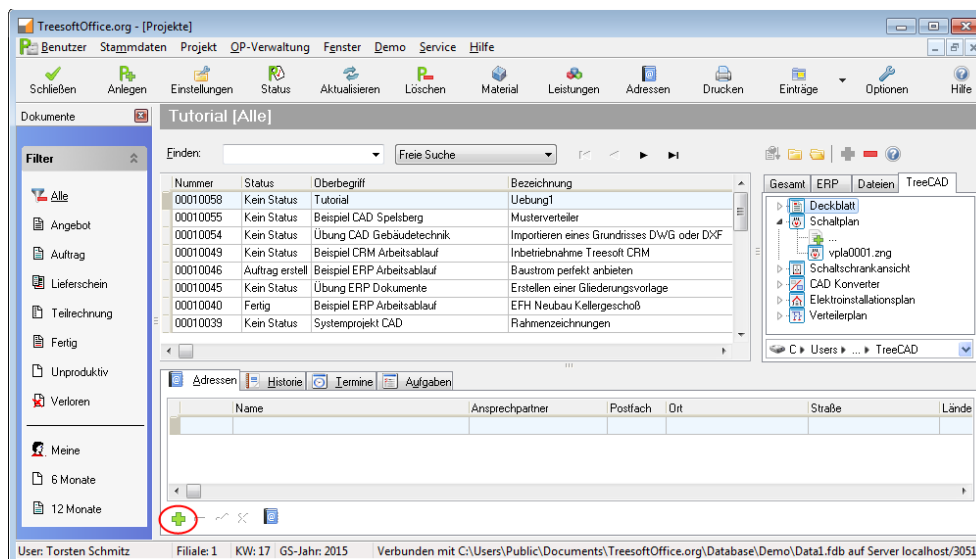 TreesoftOffice.org - [Projekte]
Benutzer Stammdaten Projekt OP-Verwaltung Fenster Demo Service Hilfe
Schließen Anlegen Einstellungen Status Aktualisieren Löschen Material Leistungen Adressen Drucken Einträge Optionen Hilfe
Dokumente
Tutorial [Alle]
Filter
Alle
Angebot
Auftrag
Lieferschein
Teilrechnung
Fertig
Unproduktiv
Verloren
Meine
6 Monate
12 Monate
Finden: Freie Suche
Nummer Status Oberbegriff Bezeichnung
00010058 Kein Status Tutorial Uebung1
00010055 Kein Status Beispiel CAD Spelsberg Musterverteiler
00010054 Kein Status Übung CAD Gebäudetechnik Importieren eines Grundrisses DWG oder DXF
00010049 Kein Status Beispiel CRM Arbeitsablauf Inbetriebnahme Treesoft CRM
00010046 Auftrag erstell Beispiel ERP Arbeitsablauf Baustrom perfekt anbieten
00010045 Kein Status Übung ERP Dokumente Erstellen einer Gliederungsvorlage
00010040 Fertig Beispiel ERP Arbeitsablauf EFH Neubau Kellergeschoß
00010039 Kein Status Systemprojekt CAD Rahmenzeichnungen
Gesamt ERP Dateien TreeCAD
Deckblatt
Schaltplan
...
vpla0001.zng
Schaltschrankansicht
CAD Konverter
Elektroinstallationsplan
Verteilerplan
C Users ... TreeCAD
Adressen Historie Termine Aufgaben
Name Ansprechpartner Postfach Ort Straße Lände
User: Torsten Schmitz Filiale: 1 KW: 17 GS-Jahr: 2015 Verbunden mit C:\Users\Public\Documents\TreesoftOffice.org\Database\Demo\Data1.fdb auf Server localhost/3051